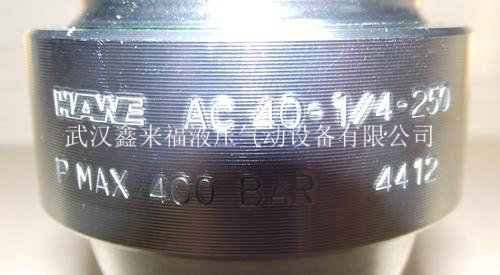 HAWE AC 40-1/4-250
武汉鑫来福液压气动设备有限公司
P MAX 400 BAR 4412